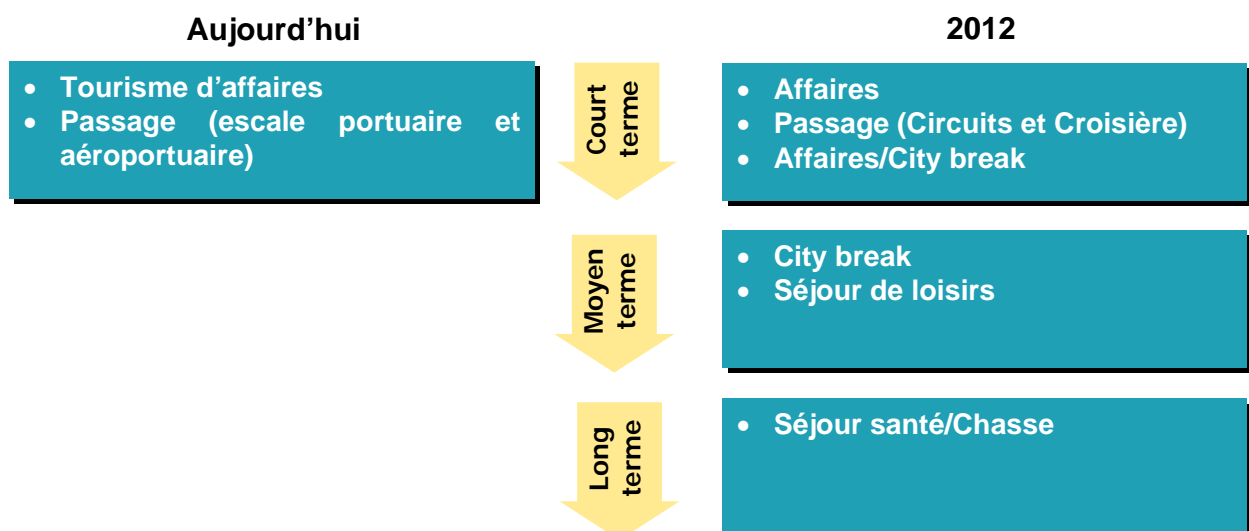 Aujourd'hui
2012
• Tourisme d'affaires
• Passage (escale portuaire et
aéroportuaire)
Court
terme
• Affaires
• Passage (Circuits et Croisière)
• Affaires/City break
Moyen
terme
• City break
• Séjour de loisirs
Long
terme
• Séjour santé/Chasse